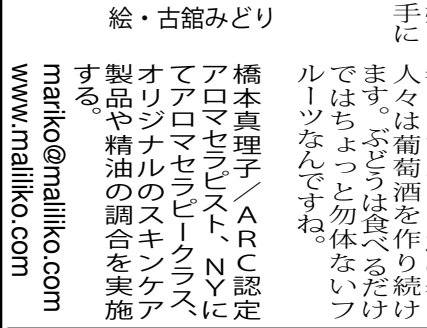 手に人々は葡萄酒を作り続け
ます。ぶどうは食べるだけ
ではちょっと勿体ないフ
ルーツなんですね。
絵・古舘みどり
橋本真理子／ARC認定
アロマセラピスト、NYに
てアロマセラピークラス、
オリジナルのスキンケア
製品や精油の調合を実施
する。
mariko@maliliko.com
www.maliliko.com